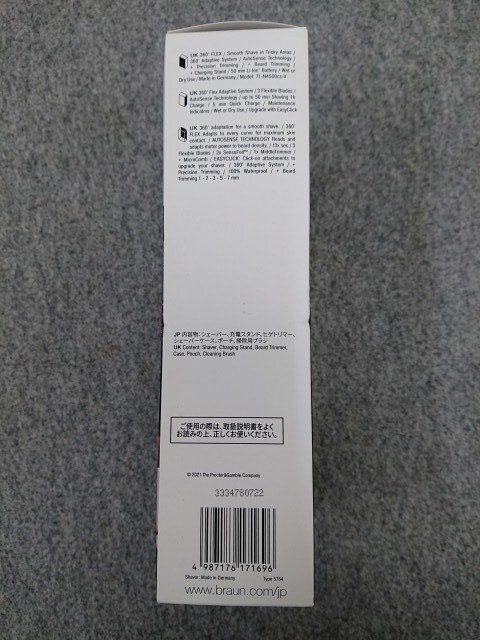 UK 360° FLEX / Smooth Shave in Tricky Areas /
360° Adaptive System / AutoSense Technology /
+ Precision Trimming / + Beard Trimming /
+ Charging Stand / 50 min Li-Ion Battery / Wet or
Dry Use / Made in Germany / Model: 71-N4500cs-V
UK 360° Flex Adaptive System / 3 Flexible Blades /
AutoSense Technology / up to 50 min Shaving 1h
Charge / 5 min Quick Charge / Maintenance
Indicators / Wet or Dry Use / Upgrade with EasyClick
UK 360° adaptation for a smooth shave. / 360°
FLEX Adapts to every curve for maximum skin
contact. / AUTOSENSE TECHNOLOGY Reads and
adapts motor power to beard density. / 13x sec / 3
Flexible Blades / 2x SensoFoil™ / 1x MiddleTrimmer /
+ MicroComb / EASYCLICK: Click-on attachments to
upgrade your shaver. / 360° Adaptive System / +
Precision Trimming / 100% Waterproof / + Beard
Trimming 1 - 2 - 3 - 5 - 7 mm
JP 内容物:シェーバー、充電スタンド、ヒゲトリマー、
シェーバーケース、ポーチ、掃除用ブラシ
UK Content: Shaver, Charging Stand, Beard Trimmer,
Case, Pouch, Cleaning Brush
ご使用の際は、取扱説明書をよく
お読みの上、正しくお使いください。
© 2021 The Procter&Gamble Company
3334780722
4 987176 171696
Shaver: Made in Germany Type 5764
www.braun.com/jp